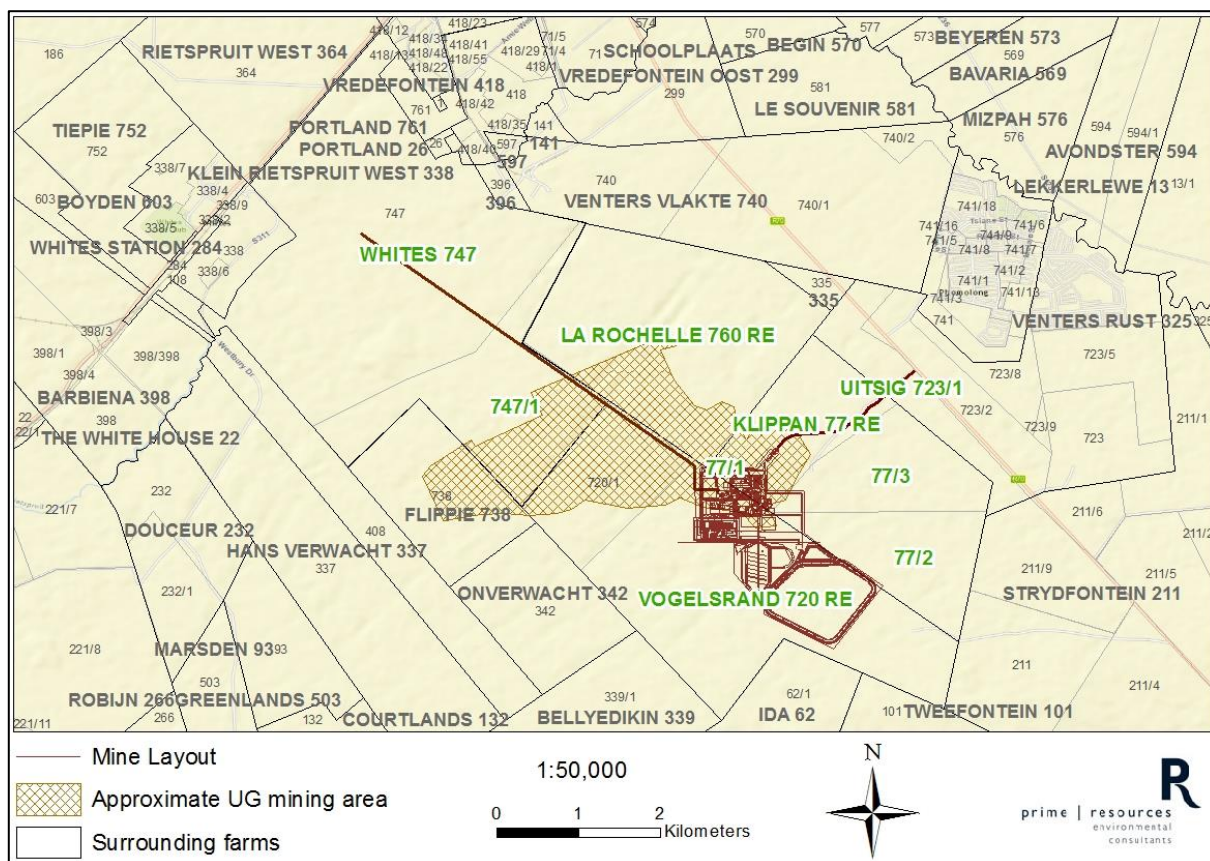 418/12
418/23
574
570
577
573
BEYEREN 573
186
RIETSPRUIT WEST 364
418/34
418/41
71/5
71
SCHOOLPLAATS
BEGIN 570
569
364
418/13
418/48
418/29
71/4
418/22
418/55
418/1
VREDEFONTEIN OOST 299
BAVARIA 569
VREDEFONTEIN 418
299
581
418/42
418
LE SOUVENIR 581
761
MIZPAH 576
TIEPIE 752
752
PORTLAND 761
418/35
141
576
594
594/1
PORTLAND 26
26
418/40
597
141
740/2
AVONDSTER 594
338/7
KLEIN RIETSPRUIT WEST 338
597
338/4
396
740
LEKKERLEWE 13
13/1
603
BOYDEN 603
338/9
747
396
VENTERS VLAKTE 740
740/1
741/18
338/2
338/5
741/16
741/6
WHITES STATION 284
338
S311
R70
741/5
741/9
WHITES 747
741/8
741/7
284
108
338/6
741/2
335
741/1
335
Phomolong
741/3
741/13
398/3
LA ROCHELLE 760 RE
741
VENTERS RUST 325
325
398/1
398/398
Westbury Dr
723/5
398/4
UITSIG 723/1
723/8
BARBIENA 398
747/1
723/2
398
22
KLIPPAN 77 RE
723/9
723
211/1
22/1
THE WHITE HOUSE 22
77/1
77/3
720/1
232
738
221/7
FLIPPIE 738
211/6
DOUCEUR 232
408
211/2
HANS VERWACHT 337
77/2
337
211/9
211/5
232/1
ONVERWACHT 342
STRYDFONTEIN 211
342
VOGELSRAND 720 RE
221/8
MARSDEN 93
93
211
503
339/1
62/1
211/4
ROBIJN 266
GREENLANDS 503
221/11
266
132
COURTLANDS 132
BELLYEDIKIN 339
IDA 62
101
TWEEFONTEIN 101
Mine Layout
1:50,000
N
Approximate UG mining area
0 1 2
Kilometers
Surrounding farms
R
prime | resources
environmental
consultants